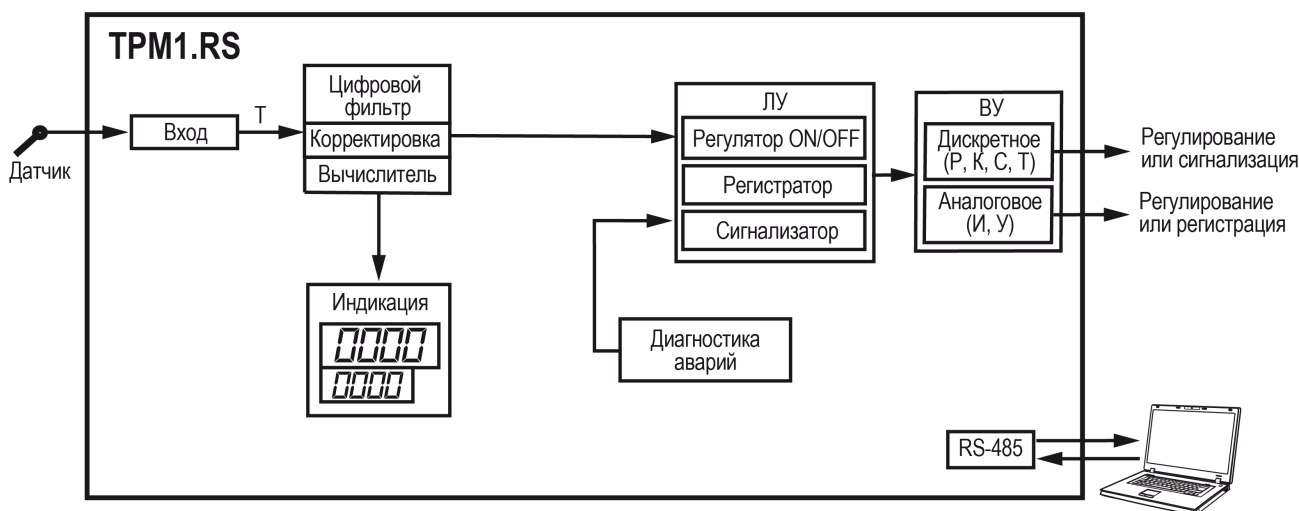 ТРМ1.RS
Датчик
Вход
Т
Цифровой
фильтр
Корректировка
Вычислитель
Индикация
0000
0000
ЛУ
Регулятор ON/OFF
Регистратор
Сигнализатор
Диагностика
аварий
ВУ
Дискретное
(Р, К, С, Т)
Аналоговое
(И, У)
Регулирование
или сигнализация
Регулирование
или регистрация
RS-485